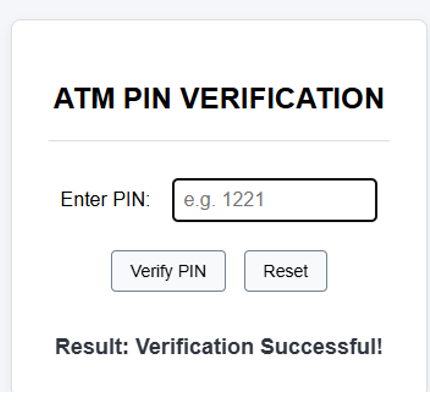 ATM PIN VERIFICATION
Enter PIN: e.g. 1221
Verify PIN Reset
Result: Verification Successful!